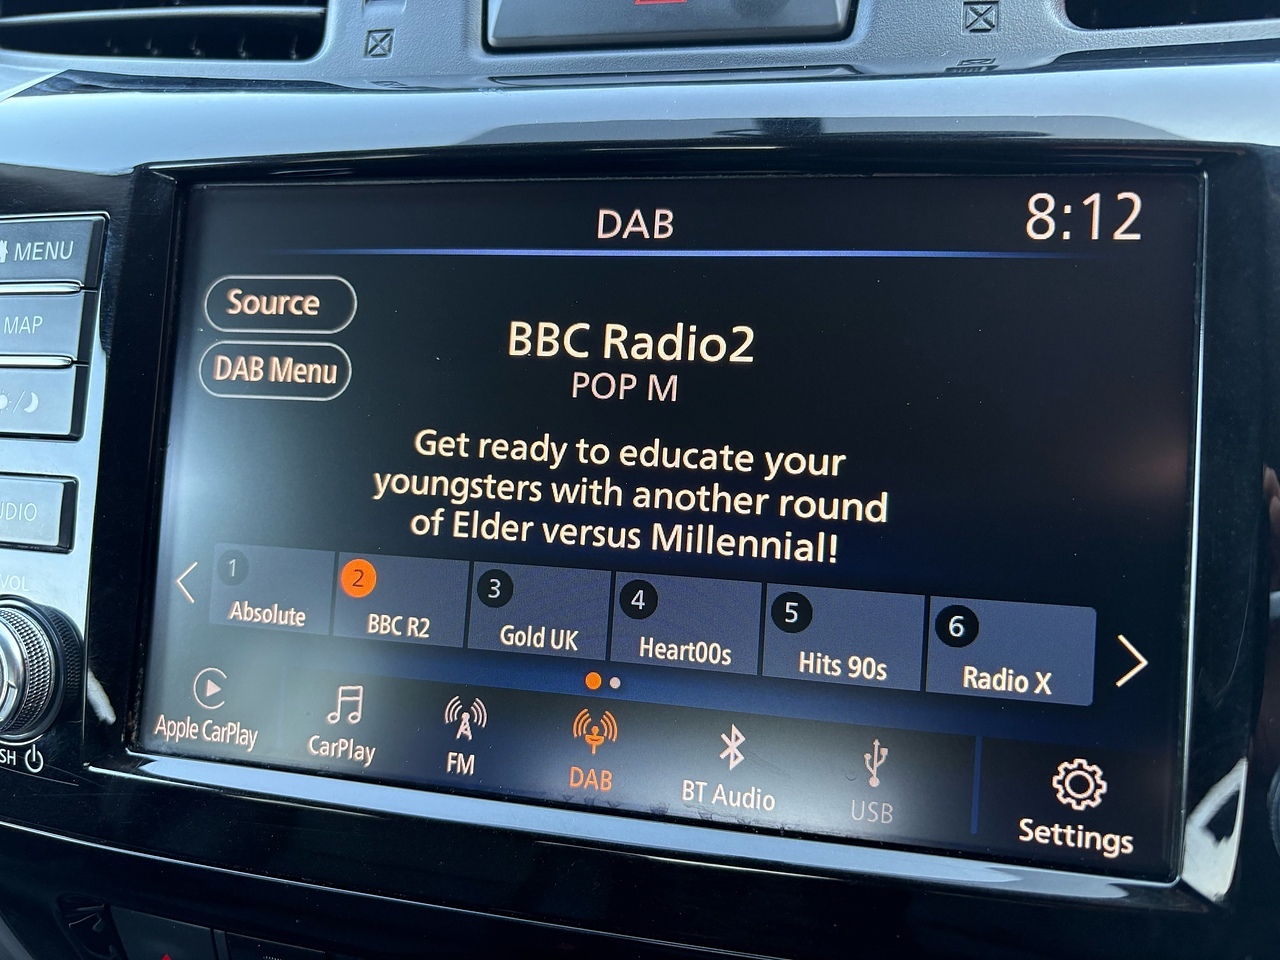 DAB
8:12
MENU
MAP
VOL
Source
DAB Menu
BBC Radio2
POP M
Get ready to educate your
youngsters with another round
of Elder versus Millennial!
1
Absolute
2
BBC R2
3
Gold UK
4
Heart00s
5
Hits 90s
6
Radio X
Apple CarPlay
CarPlay
FM
DAB
BT Audio
USB
Settings